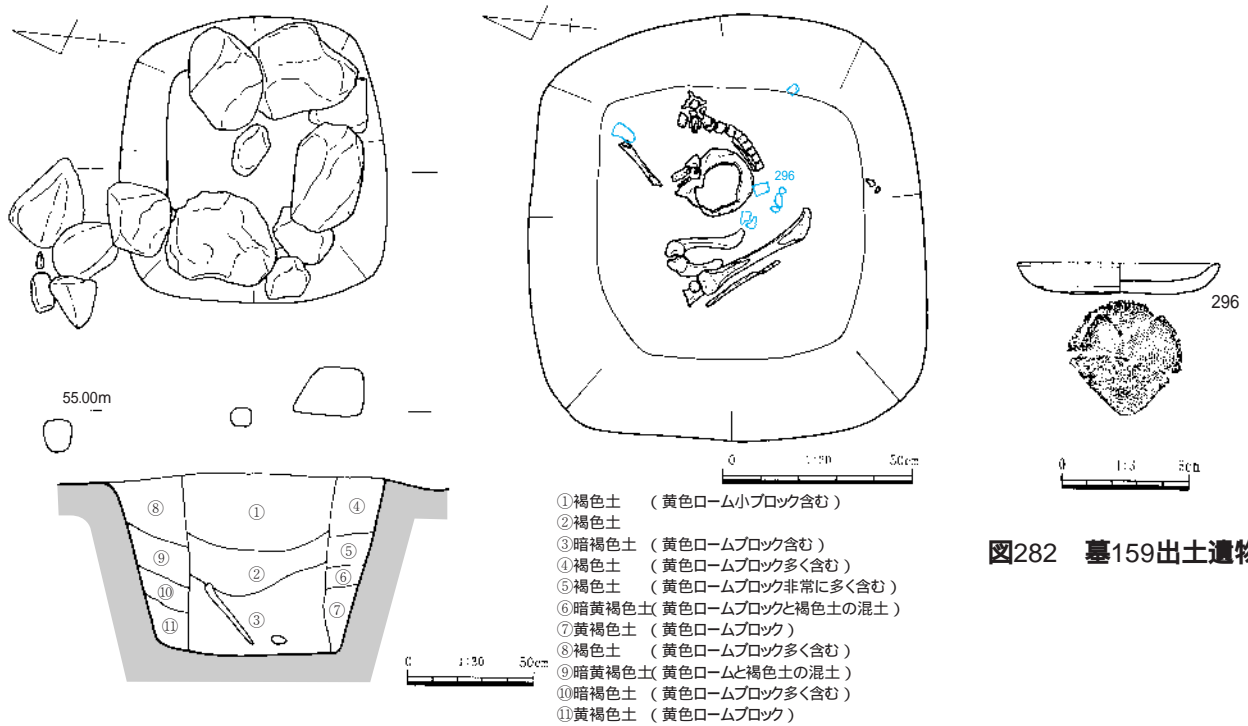 296
55.00m
0 1:20 50cm
0 1:30 50cm
①褐色土 （黄色ローム小ブロック含む）
②褐色土
③暗褐色土 （黄色ロームブロック含む）
④褐色土 （黄色ロームブロック多く含む）
⑤褐色土 （黄色ロームブロック非常に多く含む）
⑥暗黄褐色土（黄色ロームブロックと褐色土の混土）
⑦黄褐色土 （黄色ロームブロック）
⑧褐色土 （黄色ロームブロック多く含む）
⑨暗黄褐色土（黄色ロームと褐色土の混土）
⑩暗褐色土 （黄色ロームブロック多く含む）
⑪黄褐色土 （黄色ロームブロック）
⑧ ① ④
⑨ ② ⑤
⑩ ⑥
⑪ ③ ⑦
296
0
図282 墓159出土遺物